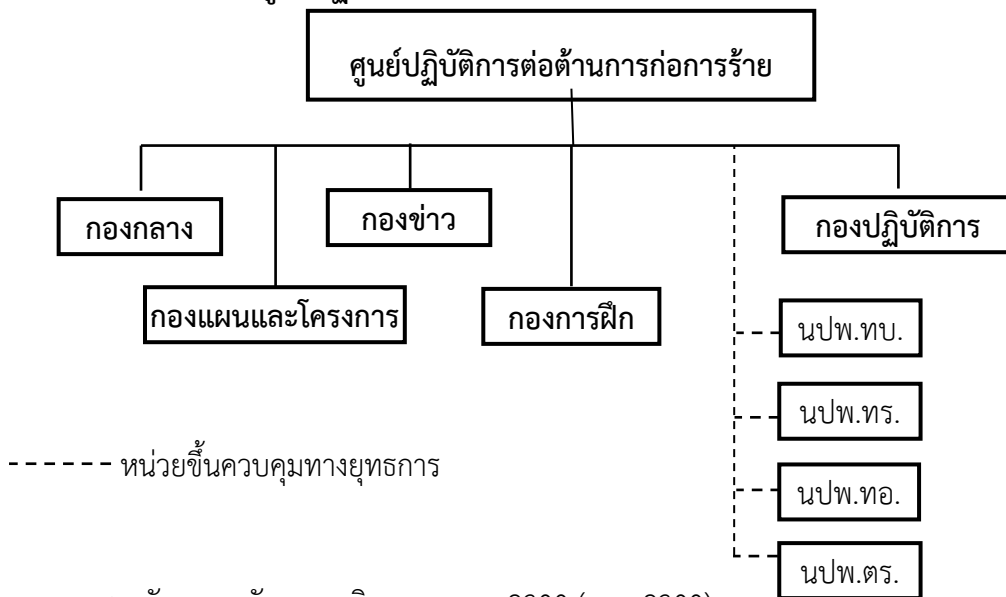 ศูนย์ปฏิบัติการต่อต้านการก่อการร้าย
กองกลาง
กองข่าว
กองปฏิบัติการ
กองแผนและโครงการ
กองการฝึก
นปพ.ทบ.
นปพ.ทร.
หน่วยขึ้นควบคุมทางยุทธการ
นปพ.ทอ.
นปพ.ตร.